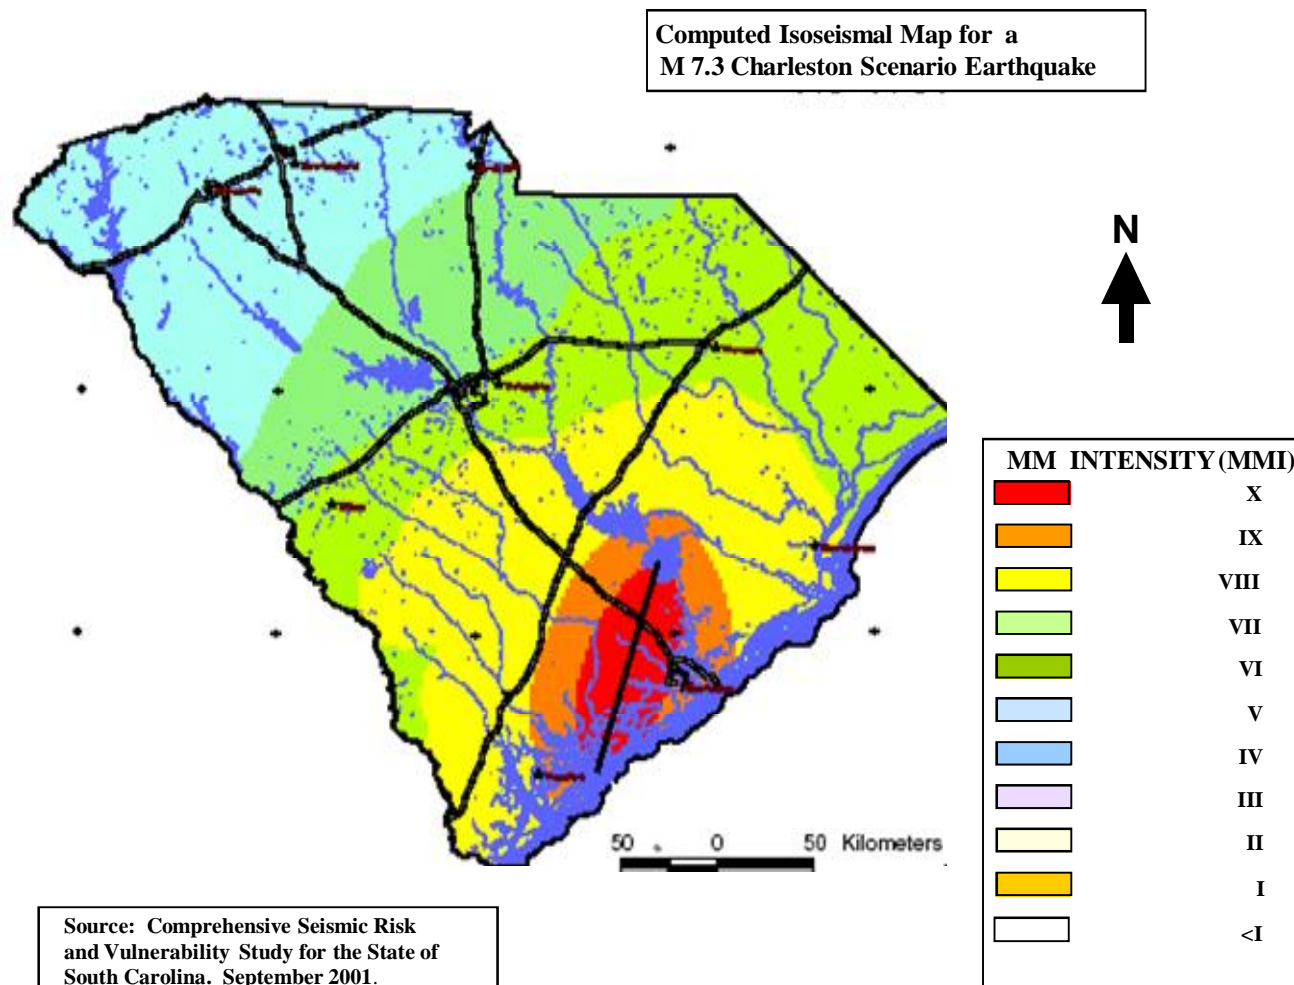 Computed Isoseismal Map for a
M 7.3 Charleston Scenario Earthquake
N
MM INTENSITY (MMI)
X
IX
VIII
VII
VI
V
IV
III
II
I
<I
50 0 50 Kilometers
Source: Comprehensive Seismic Risk
and Vulnerability Study for the State of
South Carolina. September 2001.